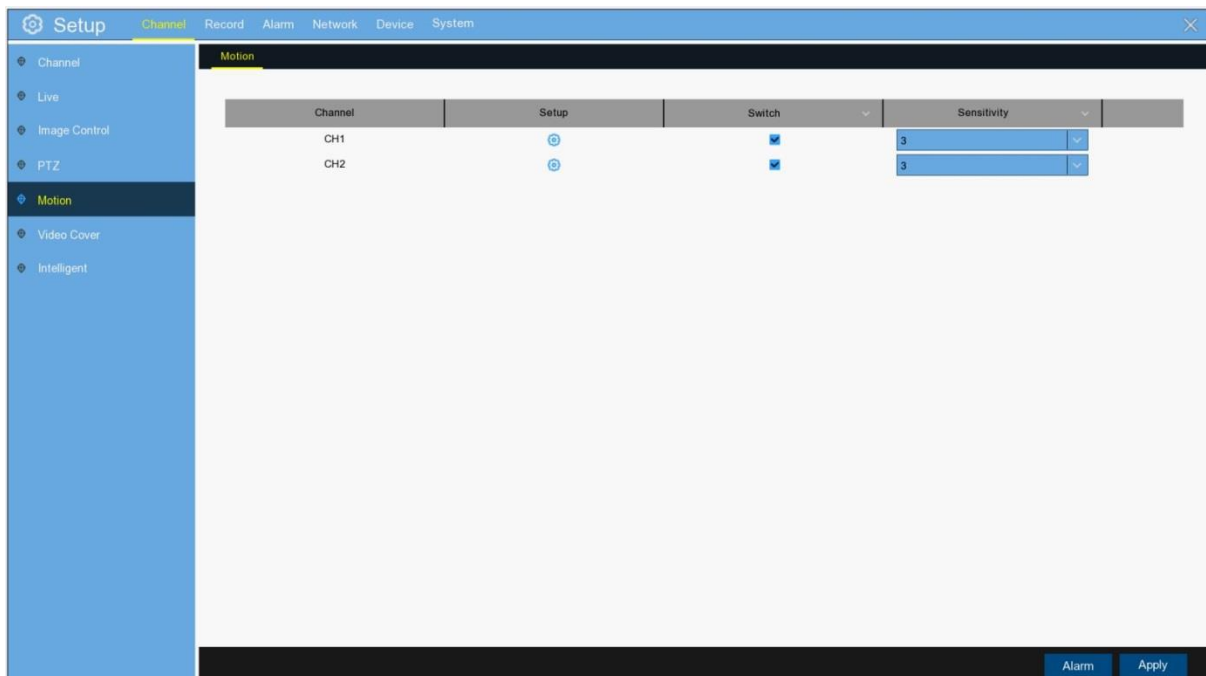 Setup Channel Record Alarm Network Device System
Channel
Live
Image Control
PTZ
Motion
Video Cover
Intelligent
Motion
Channel Setup Switch Sensitivity
CH1 3
CH2 3
Alarm Apply